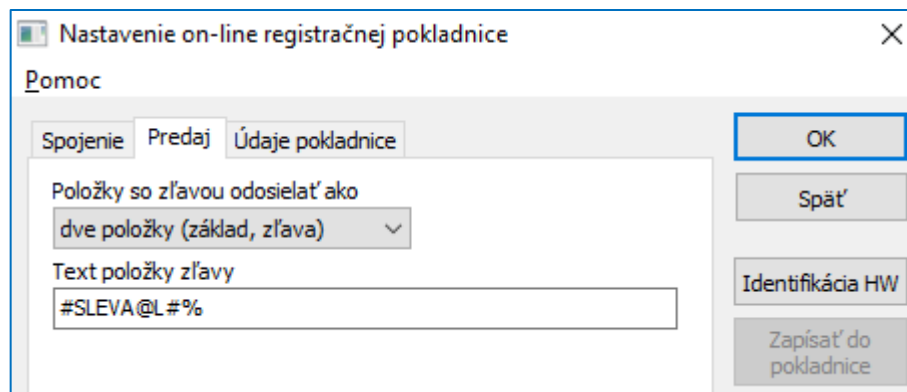 Nastavenie on-line registračnej pokladnice
Pomoc
Spojenie Predaj Údaje pokladnice
OK
Položky so zľavou odosielať ako
Späť
dve položky (základ, zľava)
Text položky zľavy
Identifikácia HW
#SLEVA@L#%
Zapísať do
pokladnice